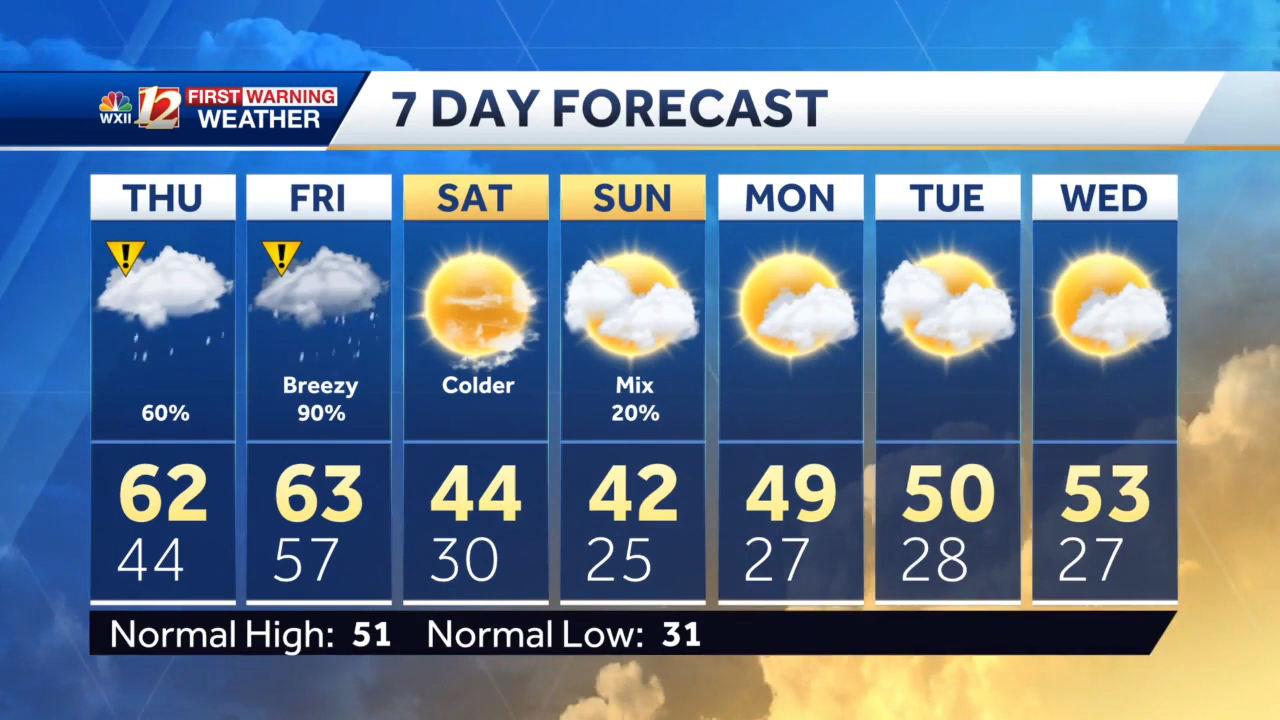 WXII 12 FIRST WARNING
WEATHER
7 DAY FORECAST
THU FRI SAT SUN MON TUE WED
! !
Breezy Colder Mix
60% 90% 20%
62 63 44 42 49 50 53
44 57 30 25 27 28 27
Normal High: 51 Normal Low: 31